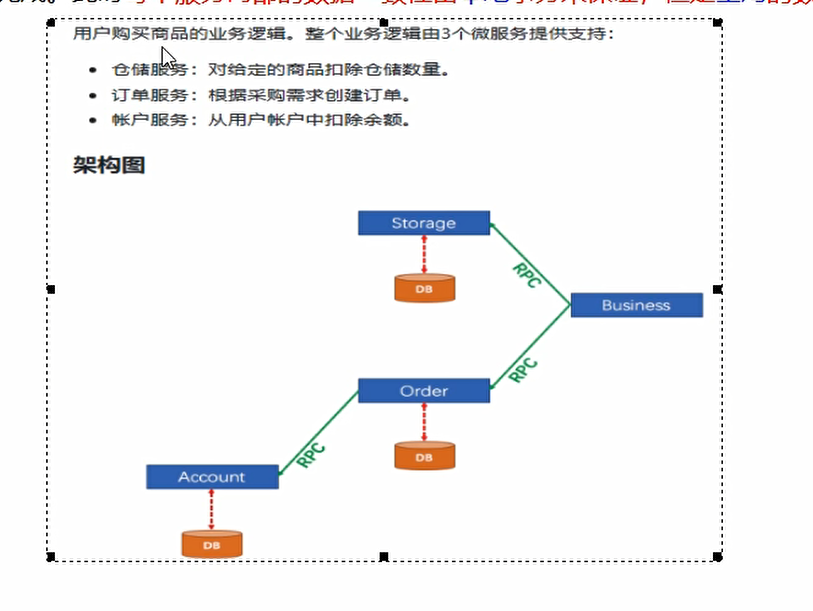 用户购买商品的业务逻辑。整个业务逻辑由3个微服务提供支持：
• 仓储服务：对给定的商品扣除仓储数量。
• 订单服务：根据采购需求创建订单。
• 帐户服务：从用户帐户中扣除余额。
架构图
Storage
RPC
DB
Business
RPC
Order
RPC
DB
Account
DB